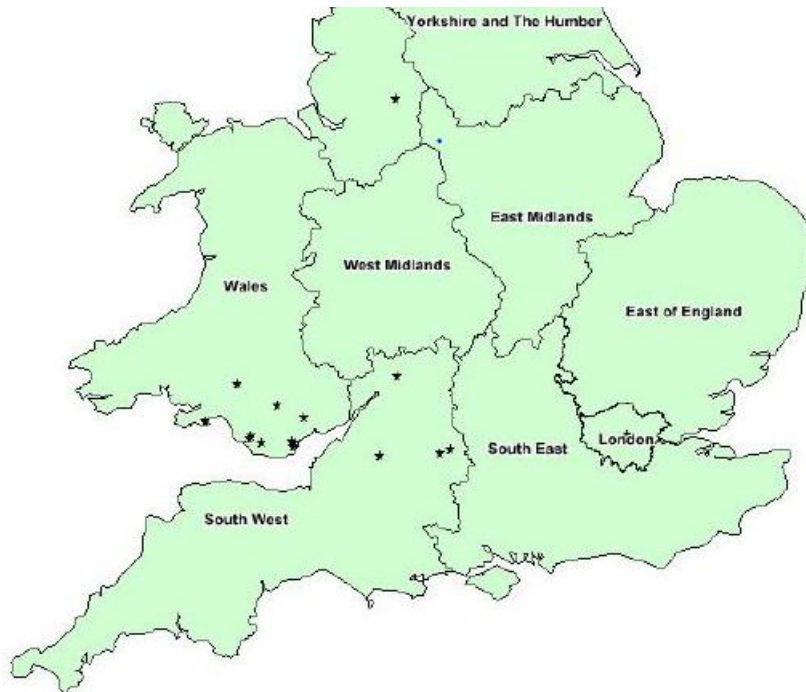 Yorkshire and The Humber
East Midlands
West Midlands
Wales
East of England
London
South East
South West